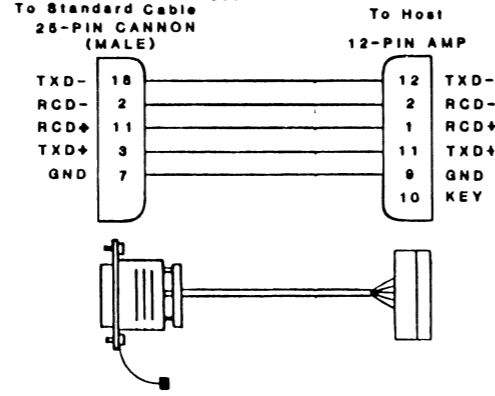 To Standard Cable
25-PIN CANNON
(MALE)
To Host
12-PIN AMP
TXD- 18 12 TXD-
RCD- 2 2 RCD-
RCD+ 11 1 RCD+
TXD+ 3 11 TXD+
GND 7 9 GND
10 KEY